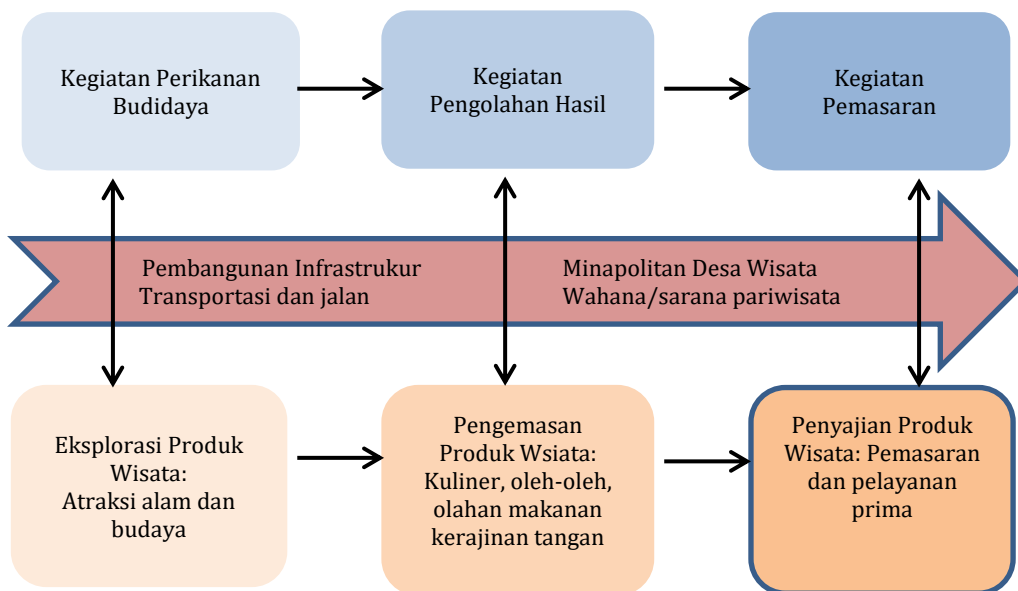 Kegiatan Perikanan
Budidaya
Kegiatan
Pengolahan Hasil
Kegiatan
Pemasaran
Pembangunan Infrastrukur
Transportasi dan jalan
Minapolitan Desa Wisata
Wahana/sarana pariwisata
Eksplorasi Produk
Wisata:
Atraksi alam dan
budaya
Pengemasan
Produk Wsiata:
Kuliner, oleh-oleh,
olahan makanan
kerajinan tangan
Penyajian Produk
Wisata: Pemasaran
dan pelayanan
prima